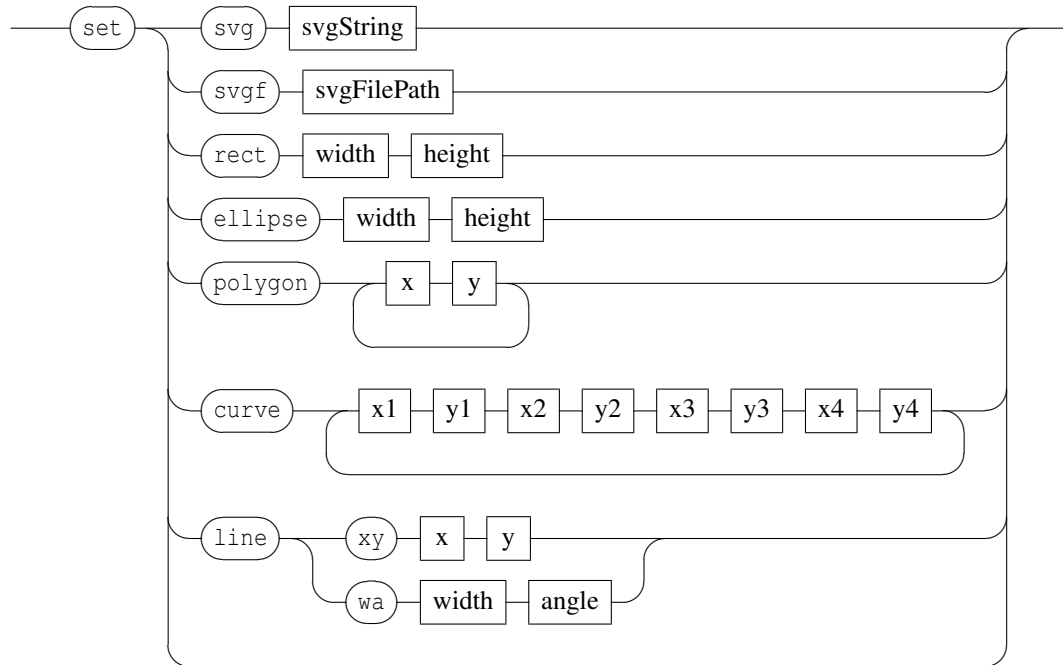 set svg svgString
svgf svgFilePath
rect width height
ellipse width height
polygon x y
curve x1 y1 x2 y2 x3 y3 x4 y4
line xy x y
wa width angle